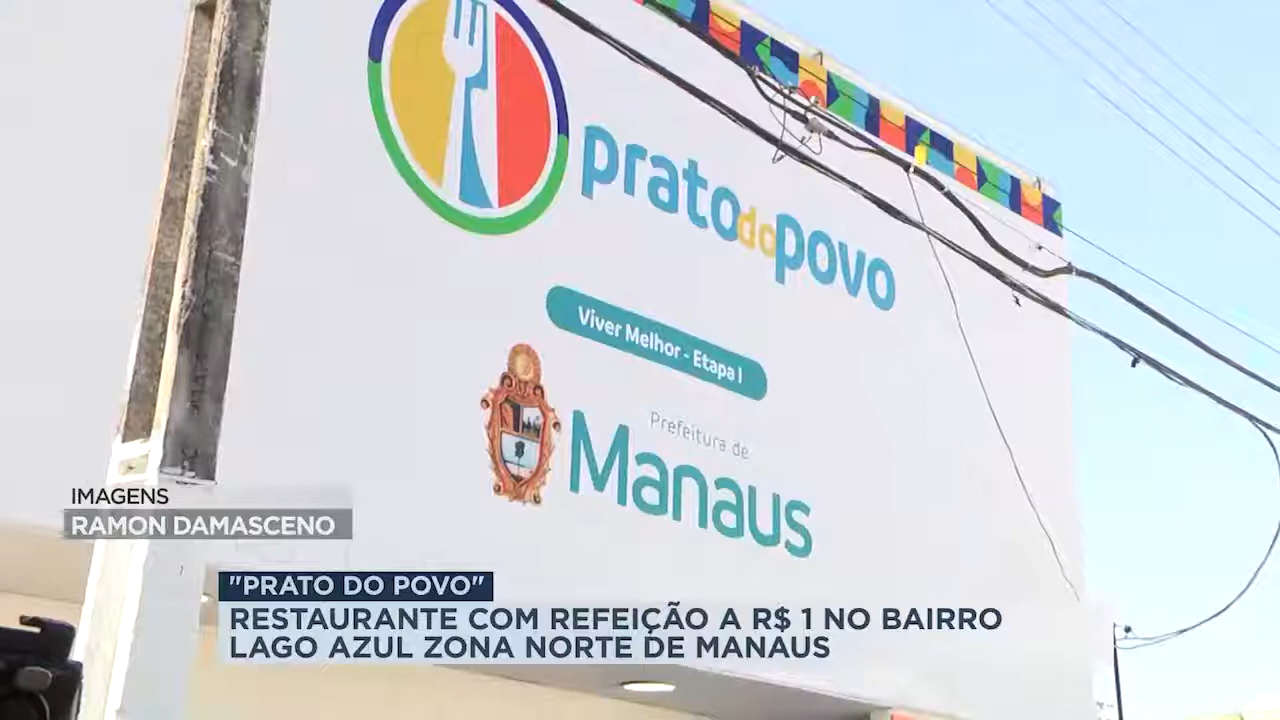 prato do povo
Viver Melhor - Etapa I
Prefeitura de
Manaus
IMAGENS
RAMON DAMASCENO
"PRATO DO POVO"
RESTAURANTE COM REFEIÇÃO A R$ 1 NO BAIRRO
LAGO AZUL ZONA NORTE DE MANAUS